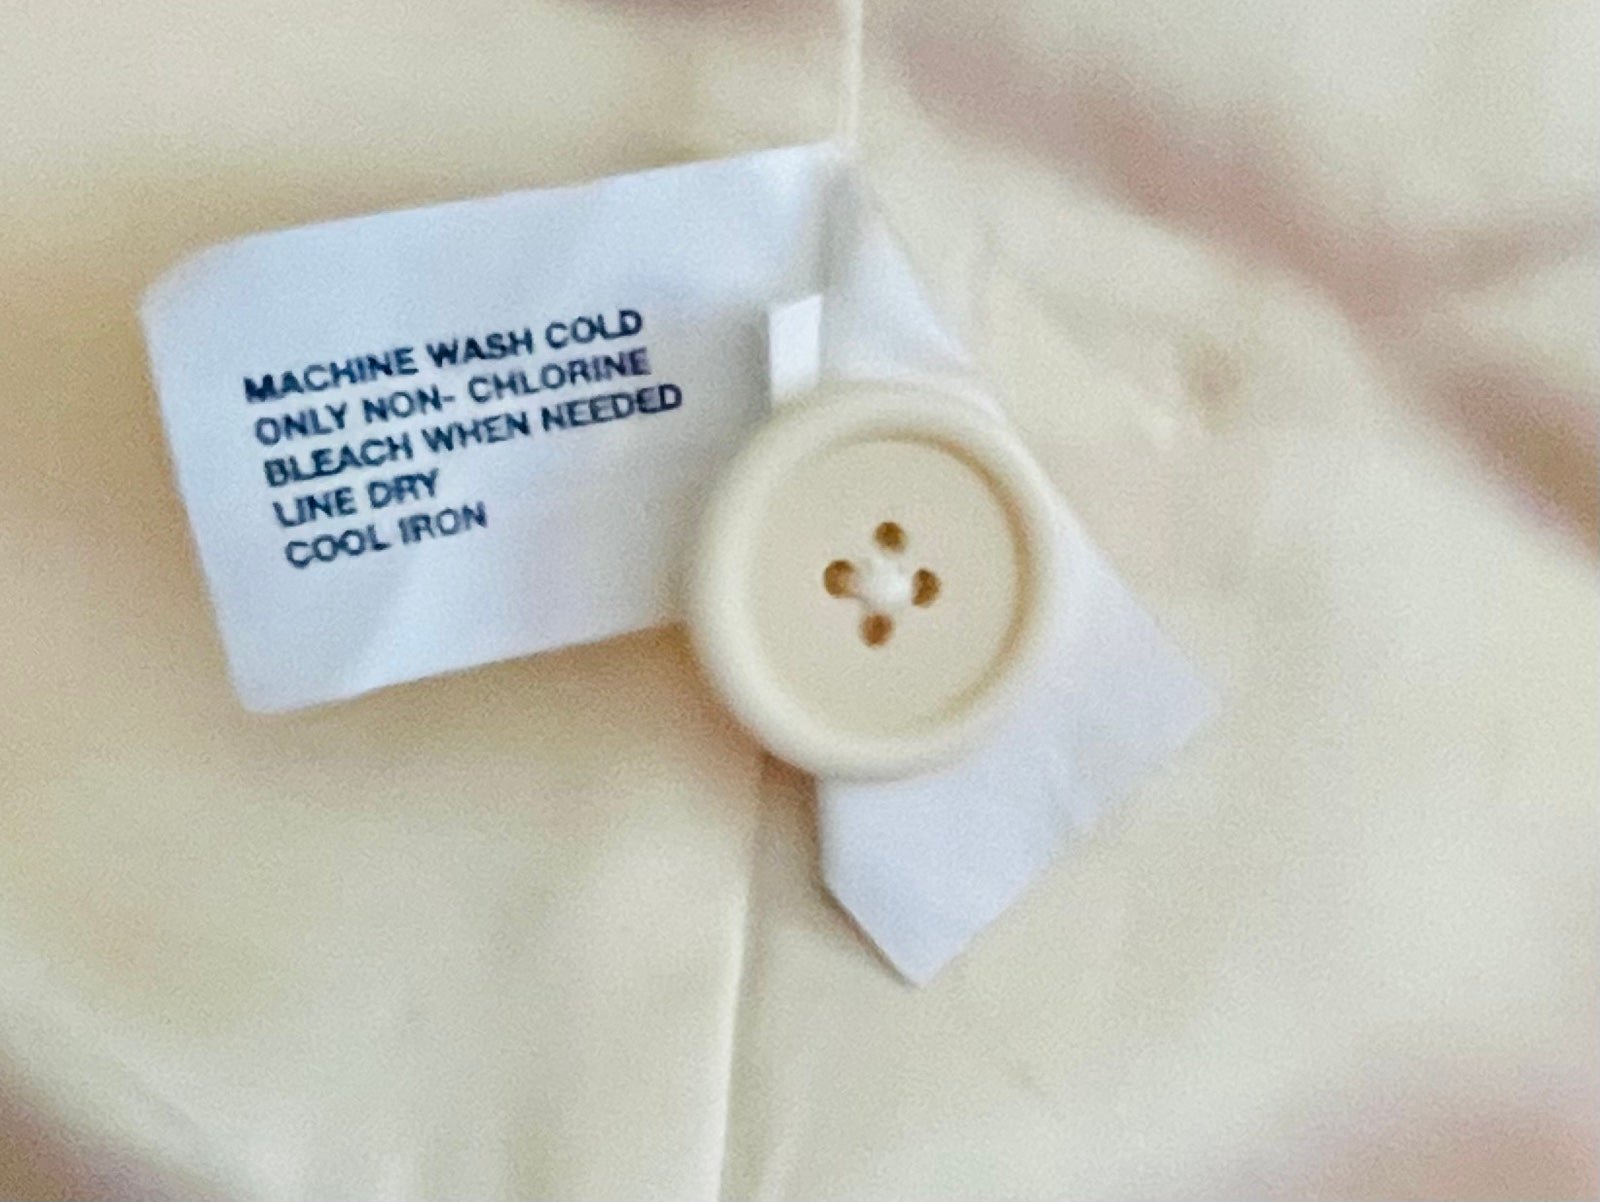 MACHINE WASH COLD
ONLY NON- CHLORINE
BLEACH WHEN NEEDED
LINE DRY
COOL IRON